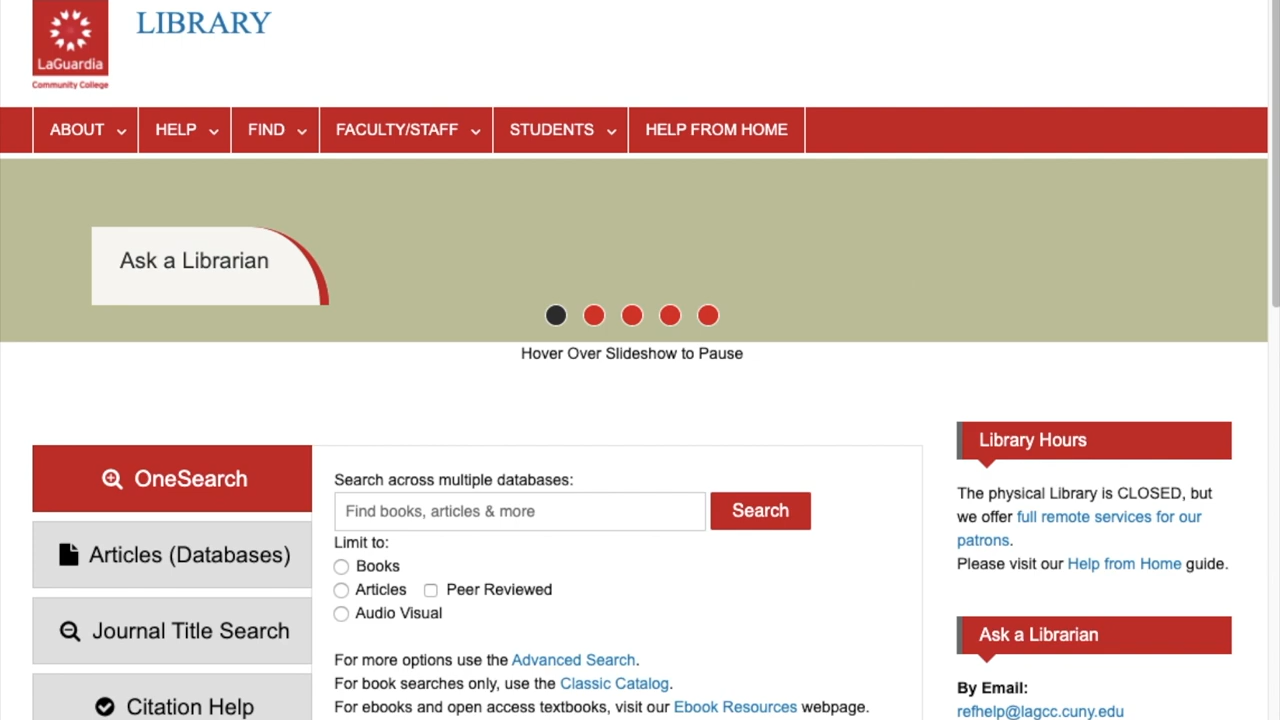 LaGuardia
Community College
LIBRARY
ABOUT
HELP
FIND
FACULTY/STAFF
STUDENTS
HELP FROM HOME
Ask a Librarian
Hover Over Slideshow to Pause
OneSearch
Articles (Databases)
Journal Title Search
Citation Help
Search across multiple databases:
Find books, articles & more
Search
Limit to:
Books
Articles Peer Reviewed
Audio Visual
For more options use the Advanced Search.
For book searches only, use the Classic Catalog.
For ebooks and open access textbooks, visit our Ebook Resources webpage.
Library Hours
The physical Library is CLOSED, but
we offer full remote services for our
patrons.
Please visit our Help from Home guide.
Ask a Librarian
By Email:
refhelp@lagcc.cuny.edu